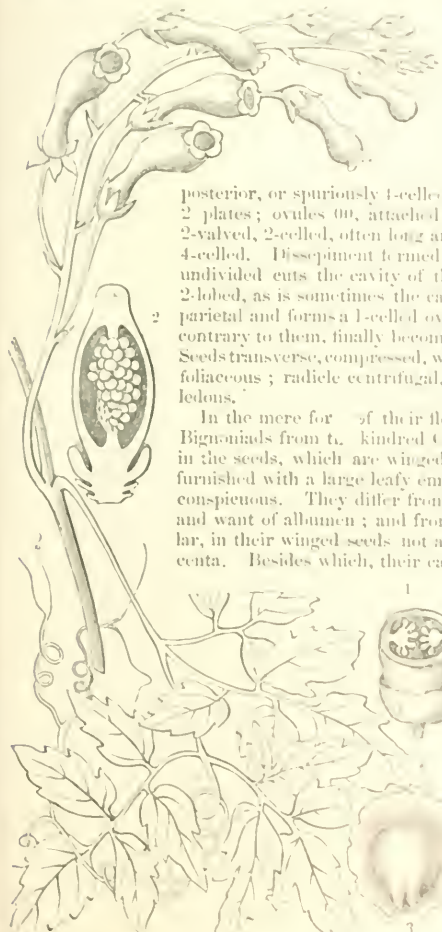 posterior, or spuriously 4-celle
2 plates; ovules 00, attached
2-valved, 2-celled, often long a
4-celled. Dissepiment formed
undivided cuts the cavity of t
2-lobed, as is sometimes the ca
parietal and forms a 1-celled ov
contrary to them, finally becom
Seeds transverse, compressed, w
foliaceous; radicle centrifugal,
ledons.
In the mere for of their fl
Bignoniads from kindred
in the seeds, which are winged
furnished with a large leafy em
conspicuous. They differ from
and want of albumen; and from
lar, in their winged seeds not a
centa. Besides which, their ca
2
1
3